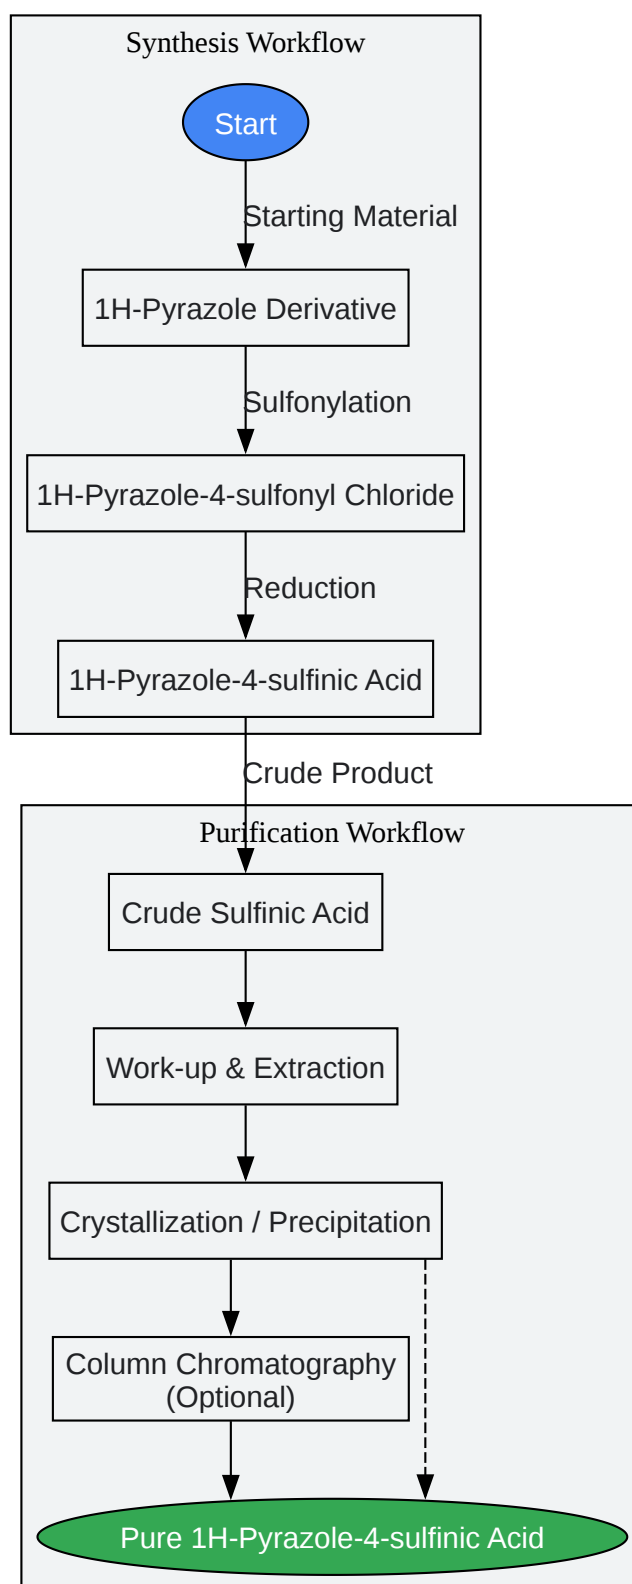 Synthesis Workflow
Start
Starting Material
1H-Pyrazole Derivative
Sulfonylation
1H-Pyrazole-4-sulfonyl Chloride
Reduction
1H-Pyrazole-4-sulfinic Acid
Crude Product
Purification Workflow
Crude Sulfinic Acid
Work-up & Extraction
Crystallization / Precipitation
Column Chromatography
(Optional)
Pure 1H-Pyrazole-4-sulfinic Acid